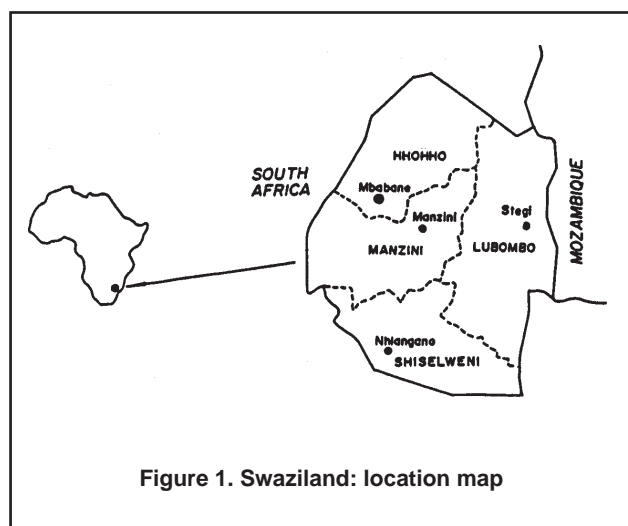 HHOHHO
SOUTH
AFRICA
Mbabane
Manzini
Stegi
MANZINI
LUBOMBO
MOZAMBIQUE
Nhlangano
SHISELWENI
Figure 1. Swaziland: location map